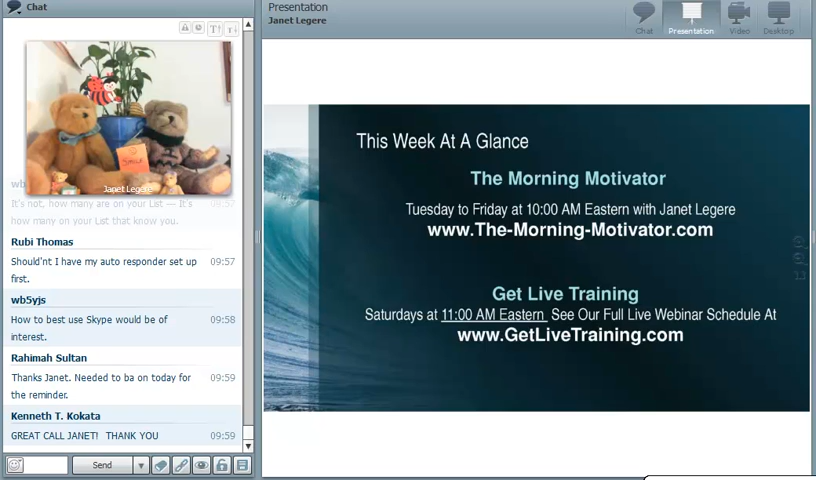 Chat
Janet Legere
It's not, how many are on your List — It's
how many on your List that know you.
09:57
Rubi Thomas
Should'nt I have my auto responder set up
first.
09:57
wb5yjs
How to best use Skype would be of
interest.
09:58
Rahimah Sultan
Thanks Janet. Needed to ba on today for
the reminder.
09:59
Kenneth T. Kokata
GREAT CALL JANET! THANK YOU
09:59
Send
Presentation
Janet Legere
Chat
Presentation
Video
Desktop
This Week At A Glance
The Morning Motivator
Tuesday to Friday at 10:00 AM Eastern with Janet Legere
www.The-Morning-Motivator.com
Get Live Training
Saturdays at 11:00 AM Eastern See Our Full Live Webinar Schedule At
www.GetLiveTraining.com